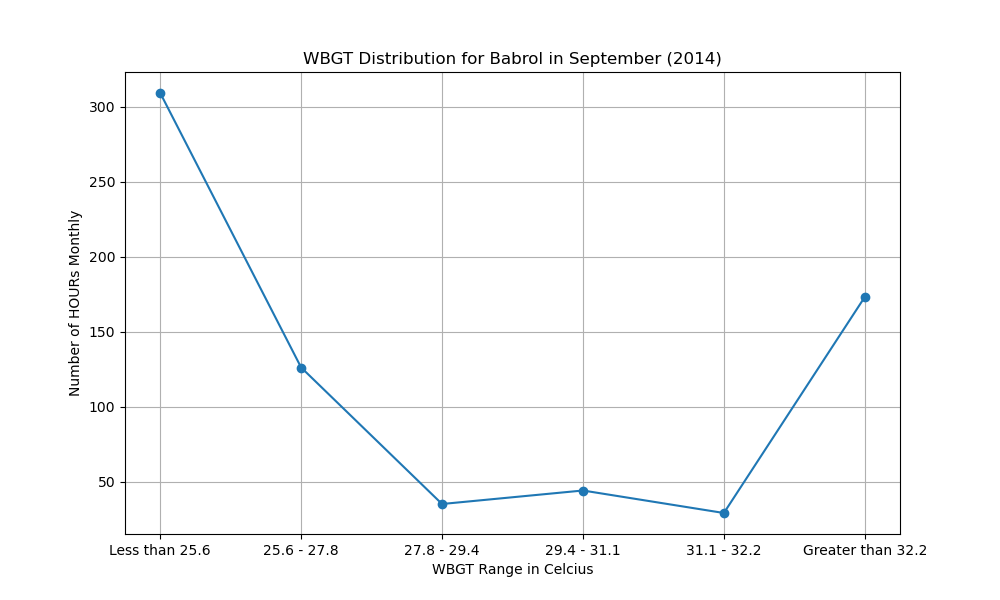 WBGT Distribution for Babrol in September (2014)
Number of HOURs Monthly
300
250
200
150
100
50
Less than 25.6
25.6 - 27.8
27.8 - 29.4
29.4 - 31.1
31.1 - 32.2
Greater than 32.2
WBGT Range in Celcius